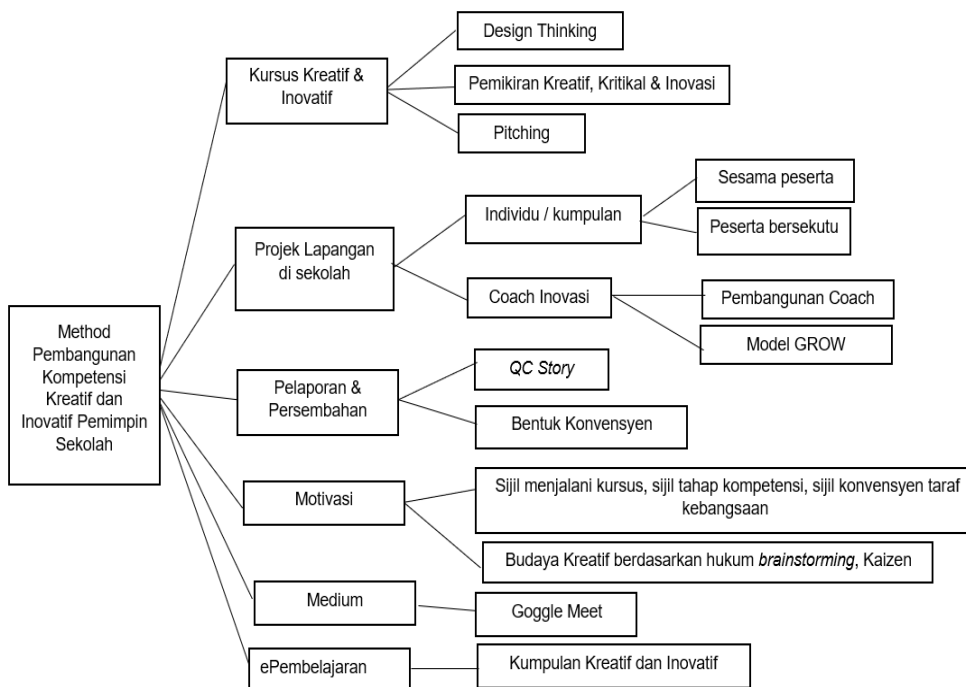 Method
Pembangunan
Kompetensi
Kreatif dan
Inovatif Pemimpin
Sekolah
Kursus Kreatif &
Inovatif
Design Thinking
Pemikiran Kreatif, Kritikal & Inovasi
Pitching
Projek Lapangan
di sekolah
Individu / kumpulan
Sesama peserta
Peserta bersekutu
Coach Inovasi
Pembangunan Coach
Model GROW
Pelaporan &
Persembahan
QC Story
Bentuk Konvensyen
Motivasi
Sijil menjalani kursus, sijil tahap kompetensi, sijil konvensyen taraf
kebangsaan
Budaya Kreatif berdasarkan hukum brainstorming, Kaizen
Medium
Goggle Meet
ePembelajaran
Kumpulan Kreatif dan Inovatif